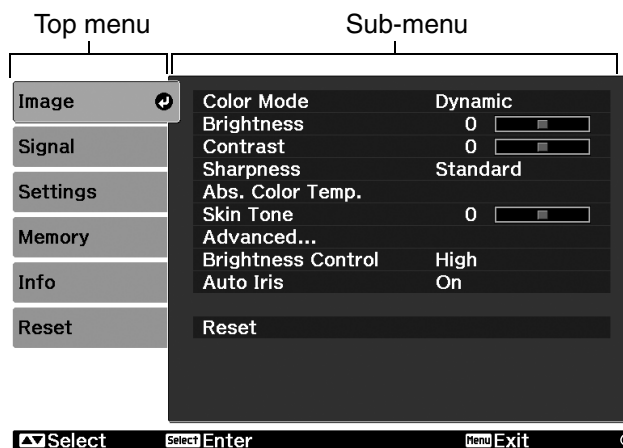 Top menu Sub-menu
Image Color Mode Dynamic
Brightness 0
Signal Contrast 0
Sharpness Standard
Settings Abs. Color Temp.
Skin Tone 0
Memory Advanced...
Brightness Control High
Info Auto Iris On
Reset Reset
Select Select Enter Menu Exit